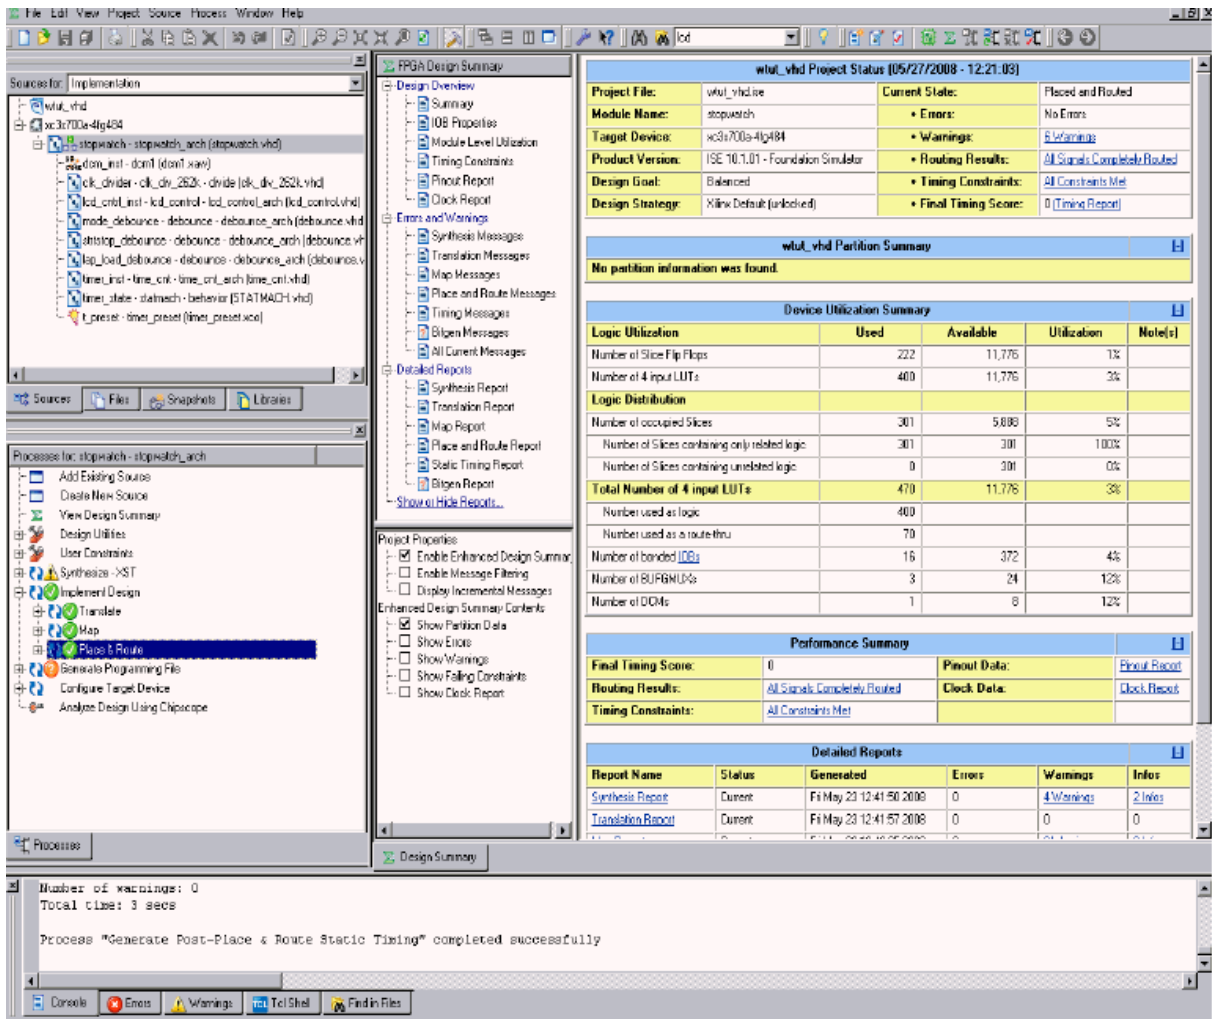 File Edit View Project Source Process Window Help
lcd
Sources for: Implementation
wtut_vhd
xc3s700a-4fg484
stopwatch - stopwatch_arch (stopwatch.vhd)
dcm_inst - dcm1 (dcm1.xaw)
clk_divider - clk_div_262k - divide (clk_div_262k.vhd)
lcd_cntrl_inst - lcd_control - lcd_control_arch (lcd_control.vhd)
mode_debounce - debounce - debounce_arch (debounce.vhd
strtstop_debounce - debounce - debounce_arch (debounce.vh
lap_load_debounce - debounce - debounce_arch (debounce.v
timer_inst - time_cnt - time_cnt_arch (time_cnt.vhd)
timer_state - statmach - behavior (STATMACH.vhd)
t_preset - timer_preset (timer_preset.xco)
Sources Files Snapshots Libraries
Processes for: stopwatch - stopwatch_arch
Add Existing Source
Create New Source
View Design Summary
Design Utilities
User Constraints
Synthesize - XST
Implement Design
Translate
Map
Place & Route
Generate Programming File
Configure Target Device
Analyze Design Using Chipscope
Processes
FPGA Design Summary
Design Overview
Summary
IOB Properties
Module Level Utilization
Timing Constraints
Pinout Report
Clock Report
Errors and Warnings
Synthesis Messages
Translation Messages
Map Messages
Place and Route Messages
Timing Messages
Bitgen Messages
All Current Messages
Detailed Reports
Synthesis Report
Translation Report
Map Report
Place and Route Report
Static Timing Report
Bitgen Report
Show or Hide Reports...
Project Properties
Enable Enhanced Design Summar
Enable Message Filtering
Display Incremental Messages
Enhanced Design Summary Contents
Show Partition Data
Show Errors
Show Warnings
Show Failing Constraints
Show Clock Report
wtut_vhd Project Status (05/27/2008 - 12:21:03)
Project File: wtut_vhd.ise Current State: Placed and Routed
Module Name: stopwatch • Errors: No Errors
Target Device: xc3s700a-4fg484 • Warnings: 6 Warnings
Product Version: ISE 10.1.01 - Foundation Simulator • Routing Results: All Signals Completely Routed
Design Goal: Balanced • Timing Constraints: All Constraints Met
Design Strategy: Xilinx Default (unlocked) • Final Timing Score: 0 (Timing Report)
wtut_vhd Partition Summary
No partition information was found.
Device Utilization Summary
Logic Utilization Used Available Utilization Note(s)
Number of Slice Flip Flops 222 11,776 1%
Number of 4 input LUTs 400 11,776 3%
Logic Distribution
Number of occupied Slices 301 5,888 5%
Number of Slices containing only related logic 301 301 100%
Number of Slices containing unrelated logic 0 301 0%
Total Number of 4 input LUTs 470 11,776 3%
Number used as logic 400
Number used as a route-thru 70
Number of bonded IOBs 16 372 4%
Number of BUFGMUXs 3 24 12%
Number of DCMs 1 8 12%
Performance Summary
Final Timing Score: 0 Pinout Data: Pinout Report
Routing Results: All Signals Completely Routed Clock Data: Clock Report
Timing Constraints: All Constraints Met
Detailed Reports
Report Name Status Generated Errors Warnings Infos
Synthesis Report Current Fri May 23 12:41:50 2008 0 4 Warnings 2 Infos
Translation Report Current Fri May 23 12:41:57 2008 0 0 0
Design Summary
Number of warnings: 0
Total time: 3 secs
Process "Generate Post-Place & Route Static Timing" completed successfully
Console Errors Warnings Tcl Shell Find in Files